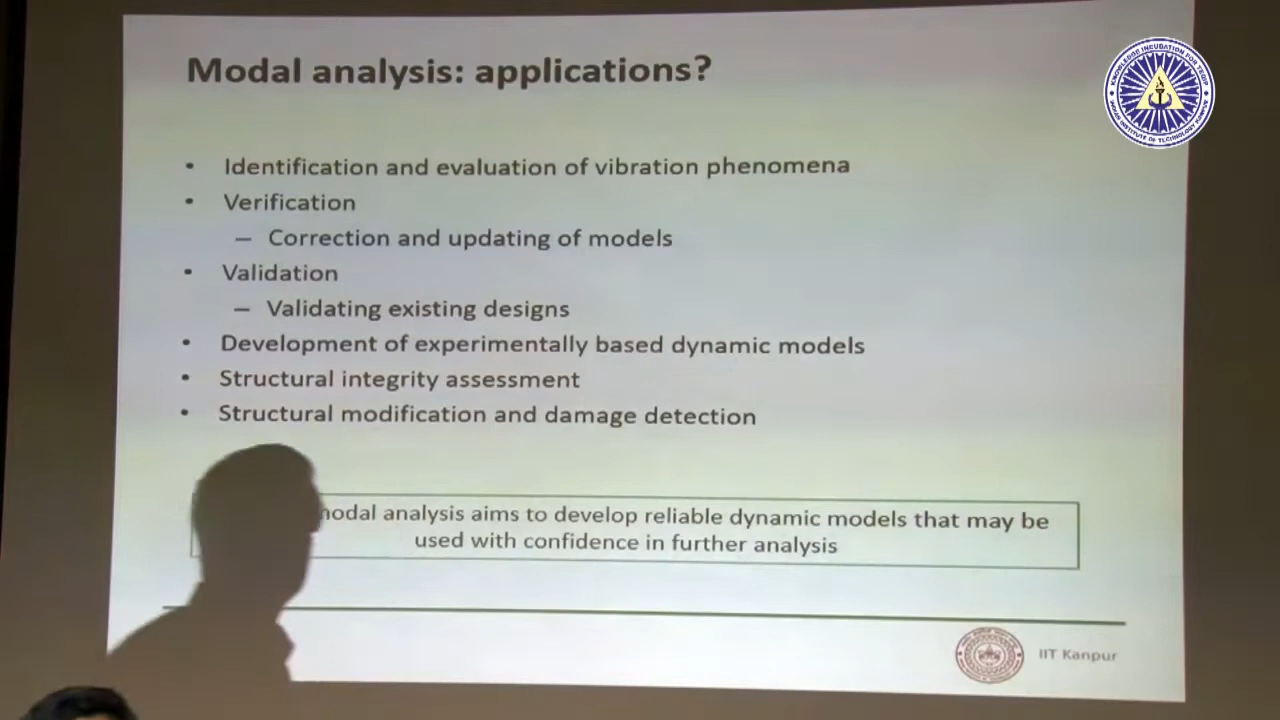 Modal analysis: applications?
• Identification and evaluation of vibration phenomena
• Verification
– Correction and updating of models
• Validation
– Validating existing designs
• Development of experimentally based dynamic models
• Structural integrity assessment
• Structural modification and damage detection
analysis aims to develop reliable dynamic models that may be
used with confidence in further analysis
IIT Kanpur